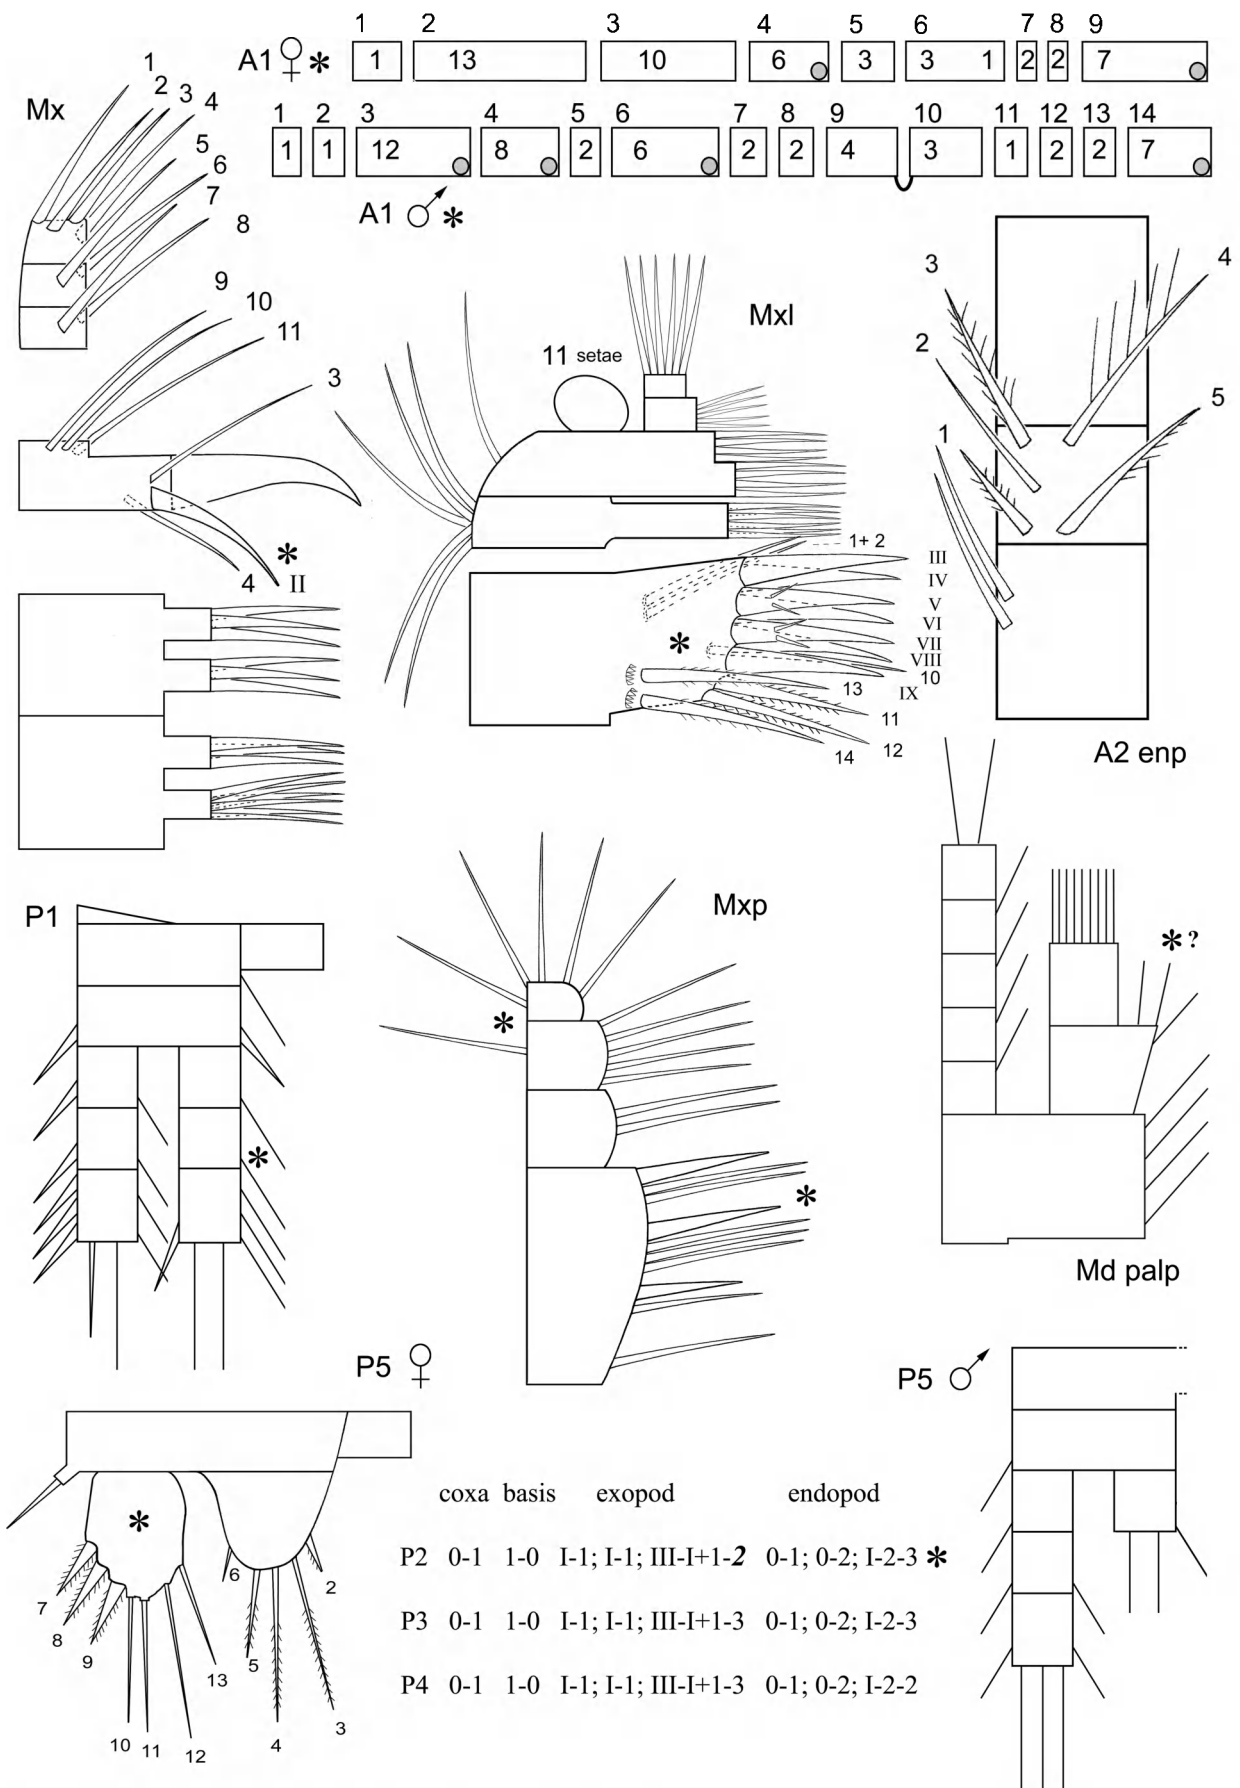 1 2 3 4 5 6 7 8 9
A1 ♀ * 1 13 10 6 3 3 1 2 2 7
1 2 3 4 5 6 7 8 9 10 11 12 13 14
1 1 12 8 2 6 2 2 4 3 1 2 2 7
A1 ♂ *
Mx
1
2
3
4
5
6
7
8
9
10
11
3
*
4
II
Mxl
11 setae
1+ 2
III
IV
V
VI
VII
VIII
10
IX
*
13
11
12
14
3
4
2
5
1
A2 enp
P1
*
Mxp
*
*
* ?
Md palp
P5 ♀
*
7
8
9
10
11
12
13
6
5
4
3
2
P5 ♂
coxa basis exopod endopod
P2 0-1 1-0 I-1; I-1; III-I+1-2 0-1; 0-2; I-2-3 *
P3 0-1 1-0 I-1; I-1; III-I+1-3 0-1; 0-2; I-2-3
P4 0-1 1-0 I-1; I-1; III-I+1-3 0-1; 0-2; I-2-2